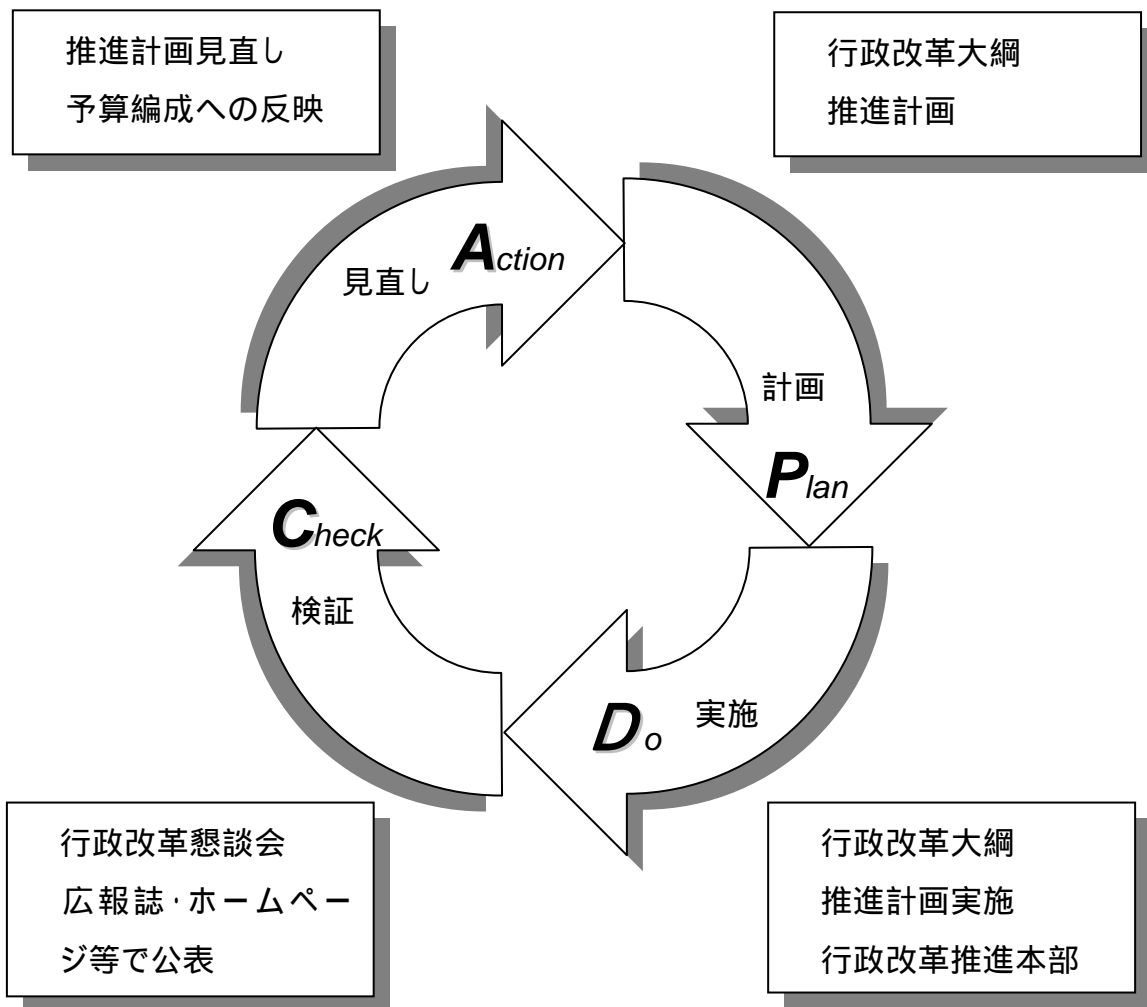 推進計画見直し
予算編成への反映
行政改革大綱
推進計画
見直し
Action
計画
Plan
Check
検証
Do
実施
行政改革懇談会
広報誌・ホームペー
ジ等で公表
行政改革大綱
推進計画実施
行政改革推進本部